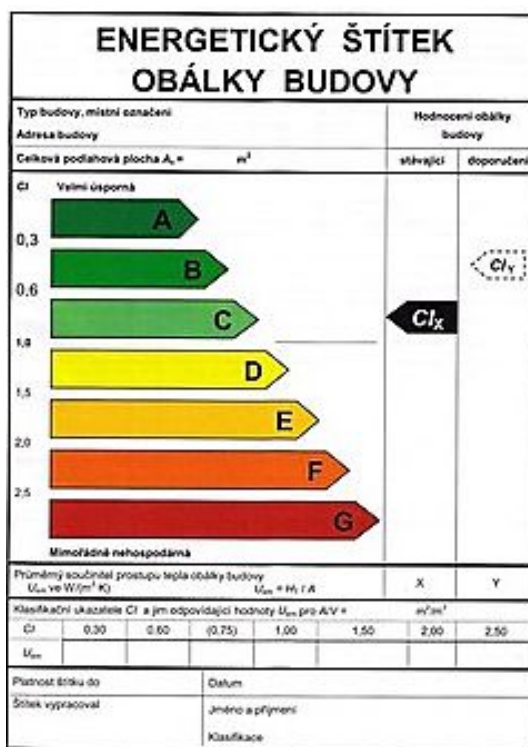 ENERGETICKÝ ŠTÍTEK
OBÁLKY BUDOVY
Typ budovy, místní označení
Adresa budovy
Hodnocení obálky
budovy
Celková podlahová plocha Ac = m²
stávající doporučení
CI Velmi úsporná
A
0,3
B
CIY
0,6
C
CIX
1,0
D
1,5
E
2,0
F
2,5
G
Mimořádně nehospodárná
Průměrný součinitel prostupu tepla obálky budovy
Uem ve W/(m² K) Uem = HT / A
X Y
Klasifikační ukazatele CI a jim odpovídající hodnoty Uem pro A/V = m²/m³
CI 0,30 0,60 (0,75) 1,00 1,50 2,00 2,50
Uem
Platnost štítku do Datum
Štítek vypracoval
Jméno a příjmení
Klasifikace